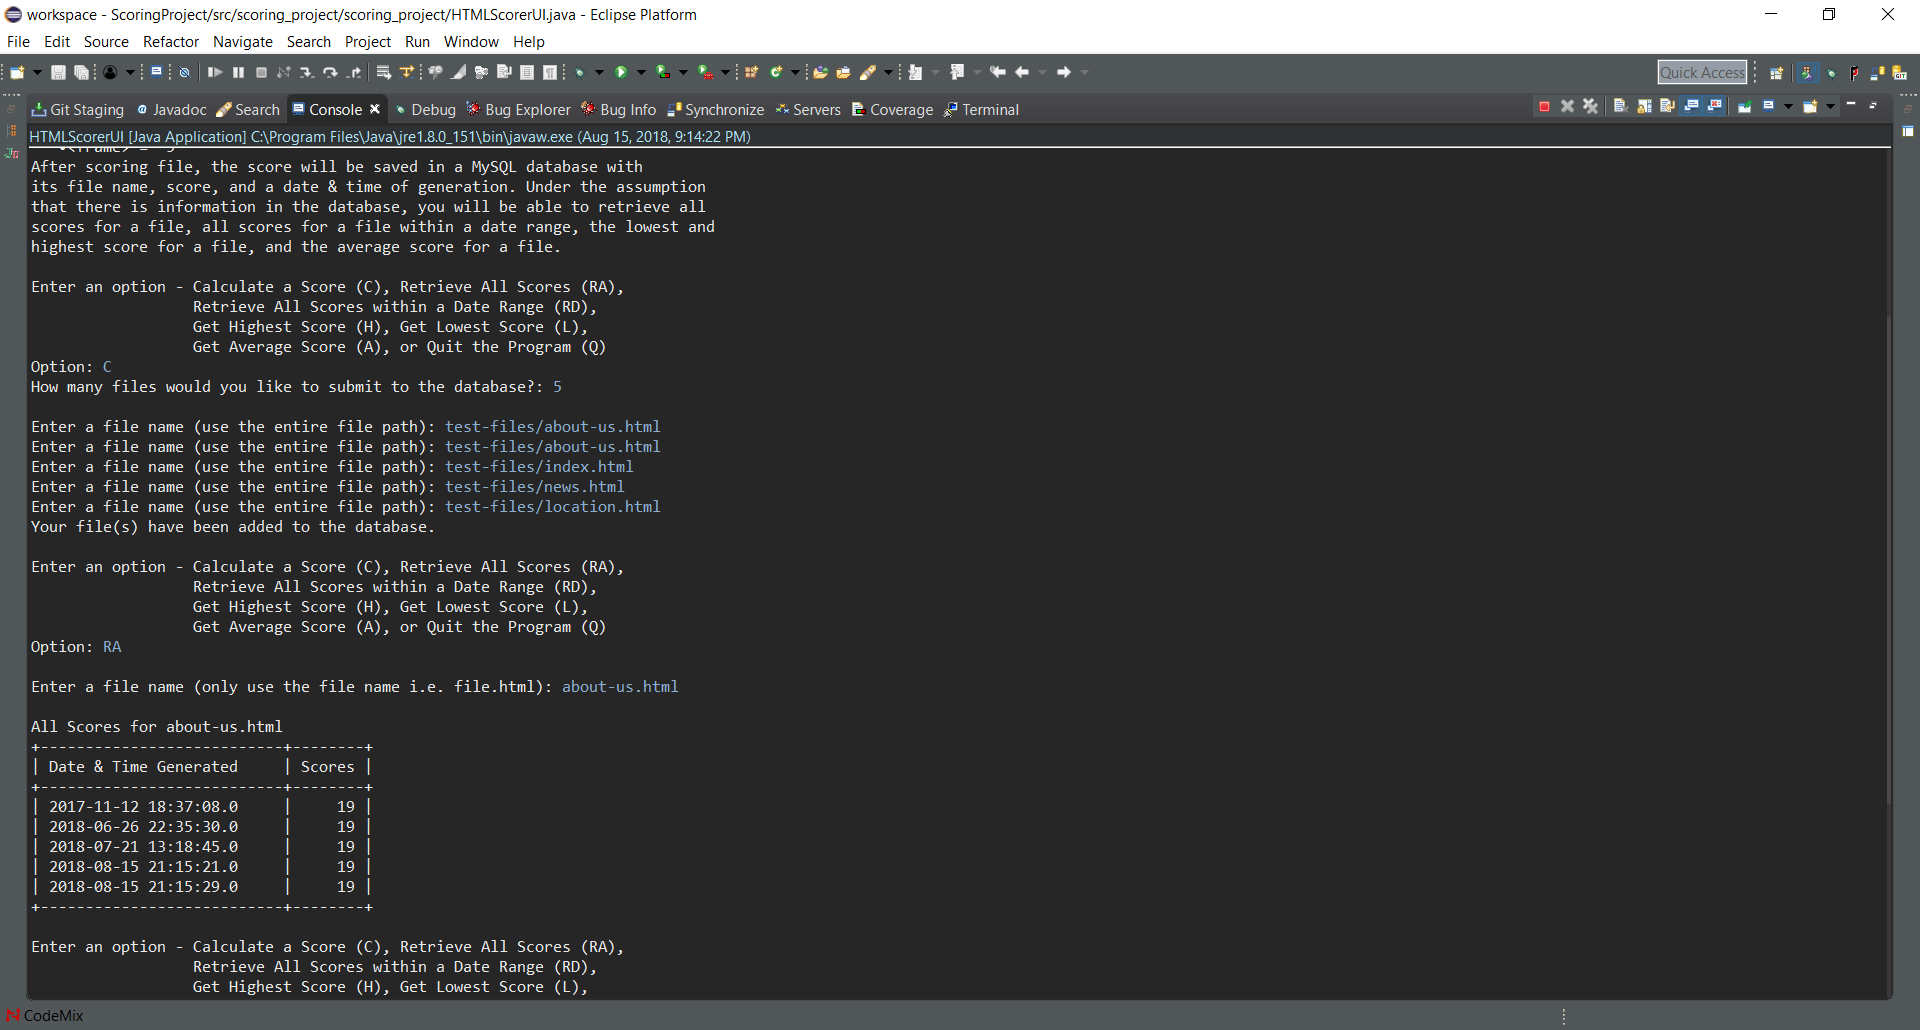 workspace - ScoringProject/src/scoring_project/scoring_project/HTMLScorerUI.java - Eclipse Platform
File Edit Source Refactor Navigate Search Project Run Window Help
Quick Access
Git Staging @ Javadoc Search Console Debug Bug Explorer Bug Info Synchronize Servers Coverage Terminal
HTMLScorerUI [Java Application] C:\Program Files\Java\jre1.8.0_151\bin\javaw.exe (Aug 15, 2018, 9:14:22 PM)
After scoring file, the score will be saved in a MySQL database with
its file name, score, and a date & time of generation. Under the assumption
that there is information in the database, you will be able to retrieve all
scores for a file, all scores for a file within a date range, the lowest and
highest score for a file, and the average score for a file.
Enter an option - Calculate a Score (C), Retrieve All Scores (RA),
Retrieve All Scores within a Date Range (RD),
Get Highest Score (H), Get Lowest Score (L),
Get Average Score (A), or Quit the Program (Q)
Option: C
How many files would you like to submit to the database?: 5
Enter a file name (use the entire file path): test-files/about-us.html
Enter a file name (use the entire file path): test-files/about-us.html
Enter a file name (use the entire file path): test-files/index.html
Enter a file name (use the entire file path): test-files/news.html
Enter a file name (use the entire file path): test-files/location.html
Your file(s) have been added to the database.
Enter an option - Calculate a Score (C), Retrieve All Scores (RA),
Retrieve All Scores within a Date Range (RD),
Get Highest Score (H), Get Lowest Score (L),
Get Average Score (A), or Quit the Program (Q)
Option: RA
Enter a file name (only use the file name i.e. file.html): about-us.html
All Scores for about-us.html
+---------------------------+--------+
| Date & Time Generated | Scores |
+---------------------------+--------+
| 2017-11-12 18:37:08.0 | 19 |
| 2018-06-26 22:35:30.0 | 19 |
| 2018-07-21 13:18:45.0 | 19 |
| 2018-08-15 21:15:21.0 | 19 |
| 2018-08-15 21:15:29.0 | 19 |
+---------------------------+--------+
Enter an option - Calculate a Score (C), Retrieve All Scores (RA),
Retrieve All Scores within a Date Range (RD),
Get Highest Score (H), Get Lowest Score (L),
CodeMix